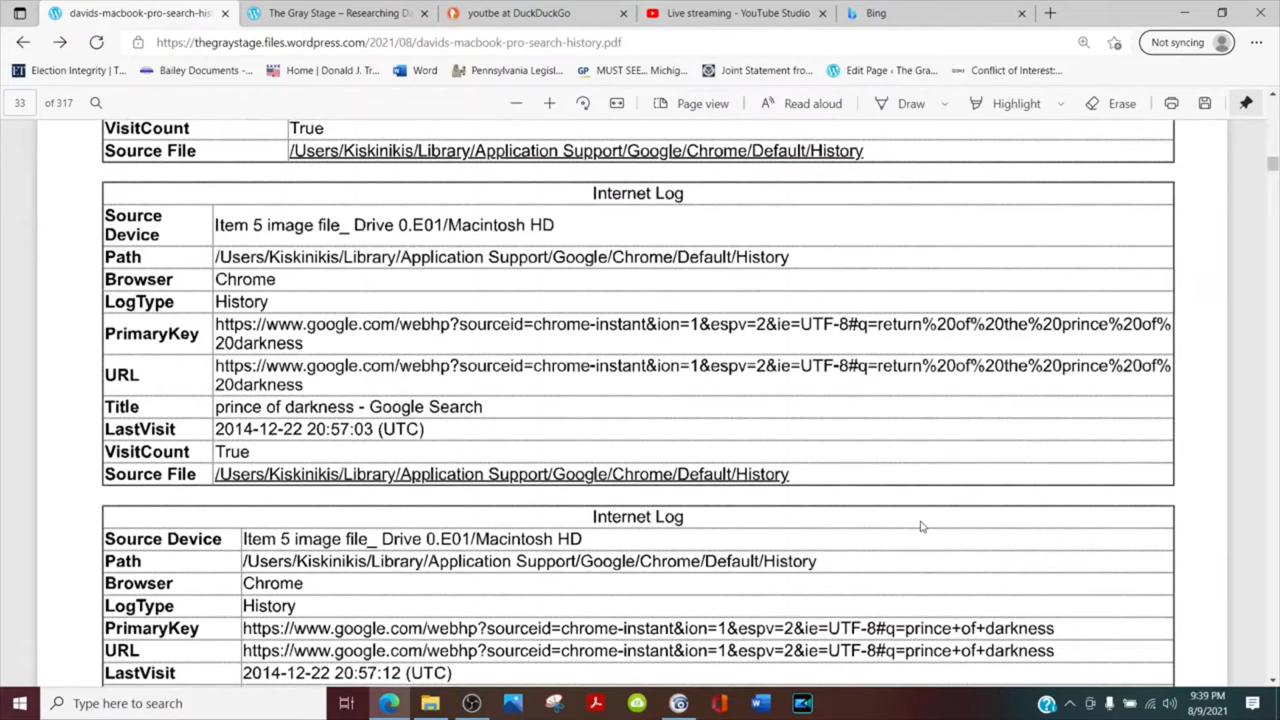 davids-macbook-pro-search-his
The Gray Stage – Researching Da
youtbe at DuckDuckGo
Live streaming - YouTube Studio
Bing
https://thegraystage.files.wordpress.com/2021/08/davids-macbook-pro-search-history.pdf
Not syncing
Election Integrity | T...
Bailey Documents -...
Home | Donald J. Tr...
Word
Pennsylvania Legisl...
MUST SEE... Michig...
Joint Statement fro...
Edit Page ‹ The Gra...
Conflict of Interest:...
33 of 317
Page view
Read aloud
Draw
Highlight
Erase
VisitCount True
Source File /Users/Kiskinikis/Library/Application Support/Google/Chrome/Default/History
Internet Log
Source
Device Item 5 image file_ Drive 0.E01/Macintosh HD
Path /Users/Kiskinikis/Library/Application Support/Google/Chrome/Default/History
Browser Chrome
LogType History
PrimaryKey https://www.google.com/webhp?sourceid=chrome-instant&ion=1&espv=2&ie=UTF-8#q=return%20of%20the%20prince%20of%
20darkness
URL https://www.google.com/webhp?sourceid=chrome-instant&ion=1&espv=2&ie=UTF-8#q=return%20of%20the%20prince%20of%
20darkness
Title prince of darkness - Google Search
LastVisit 2014-12-22 20:57:03 (UTC)
VisitCount True
Source File /Users/Kiskinikis/Library/Application Support/Google/Chrome/Default/History
Internet Log
Source Device Item 5 image file_ Drive 0.E01/Macintosh HD
Path /Users/Kiskinikis/Library/Application Support/Google/Chrome/Default/History
Browser Chrome
LogType History
PrimaryKey https://www.google.com/webhp?sourceid=chrome-instant&ion=1&espv=2&ie=UTF-8#q=prince+of+darkness
URL https://www.google.com/webhp?sourceid=chrome-instant&ion=1&espv=2&ie=UTF-8#q=prince+of+darkness
LastVisit 2014-12-22 20:57:12 (UTC)
Type here to search
9:39 PM
8/9/2021